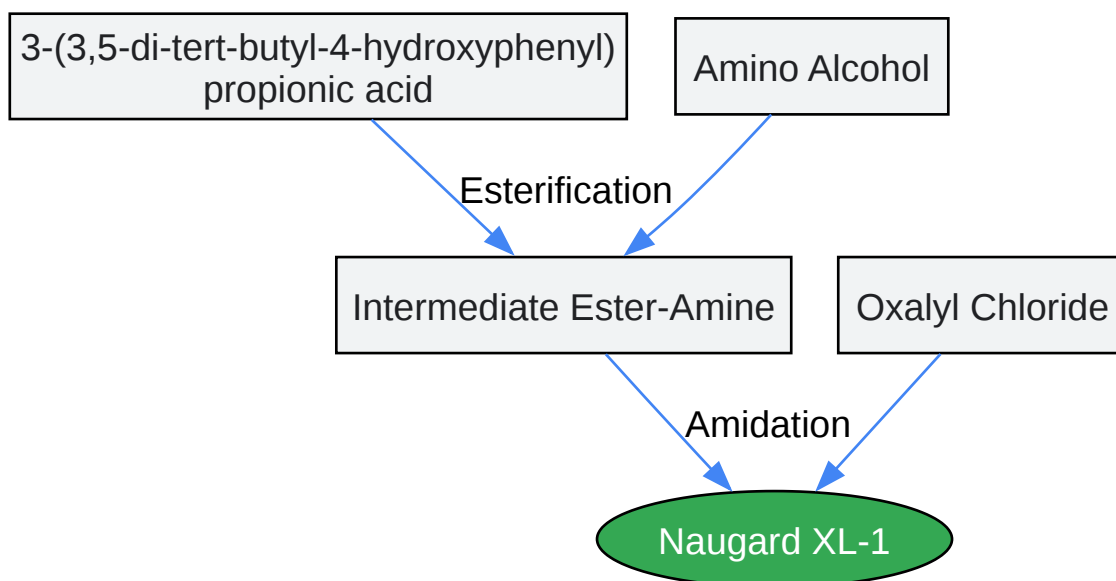 3-(3,5-di-tert-butyl-4-hydroxyphenyl)
propionic acid
Amino Alcohol
Esterification
Intermediate Ester-Amine
Oxalyl Chloride
Amidation
Naugard XL-1